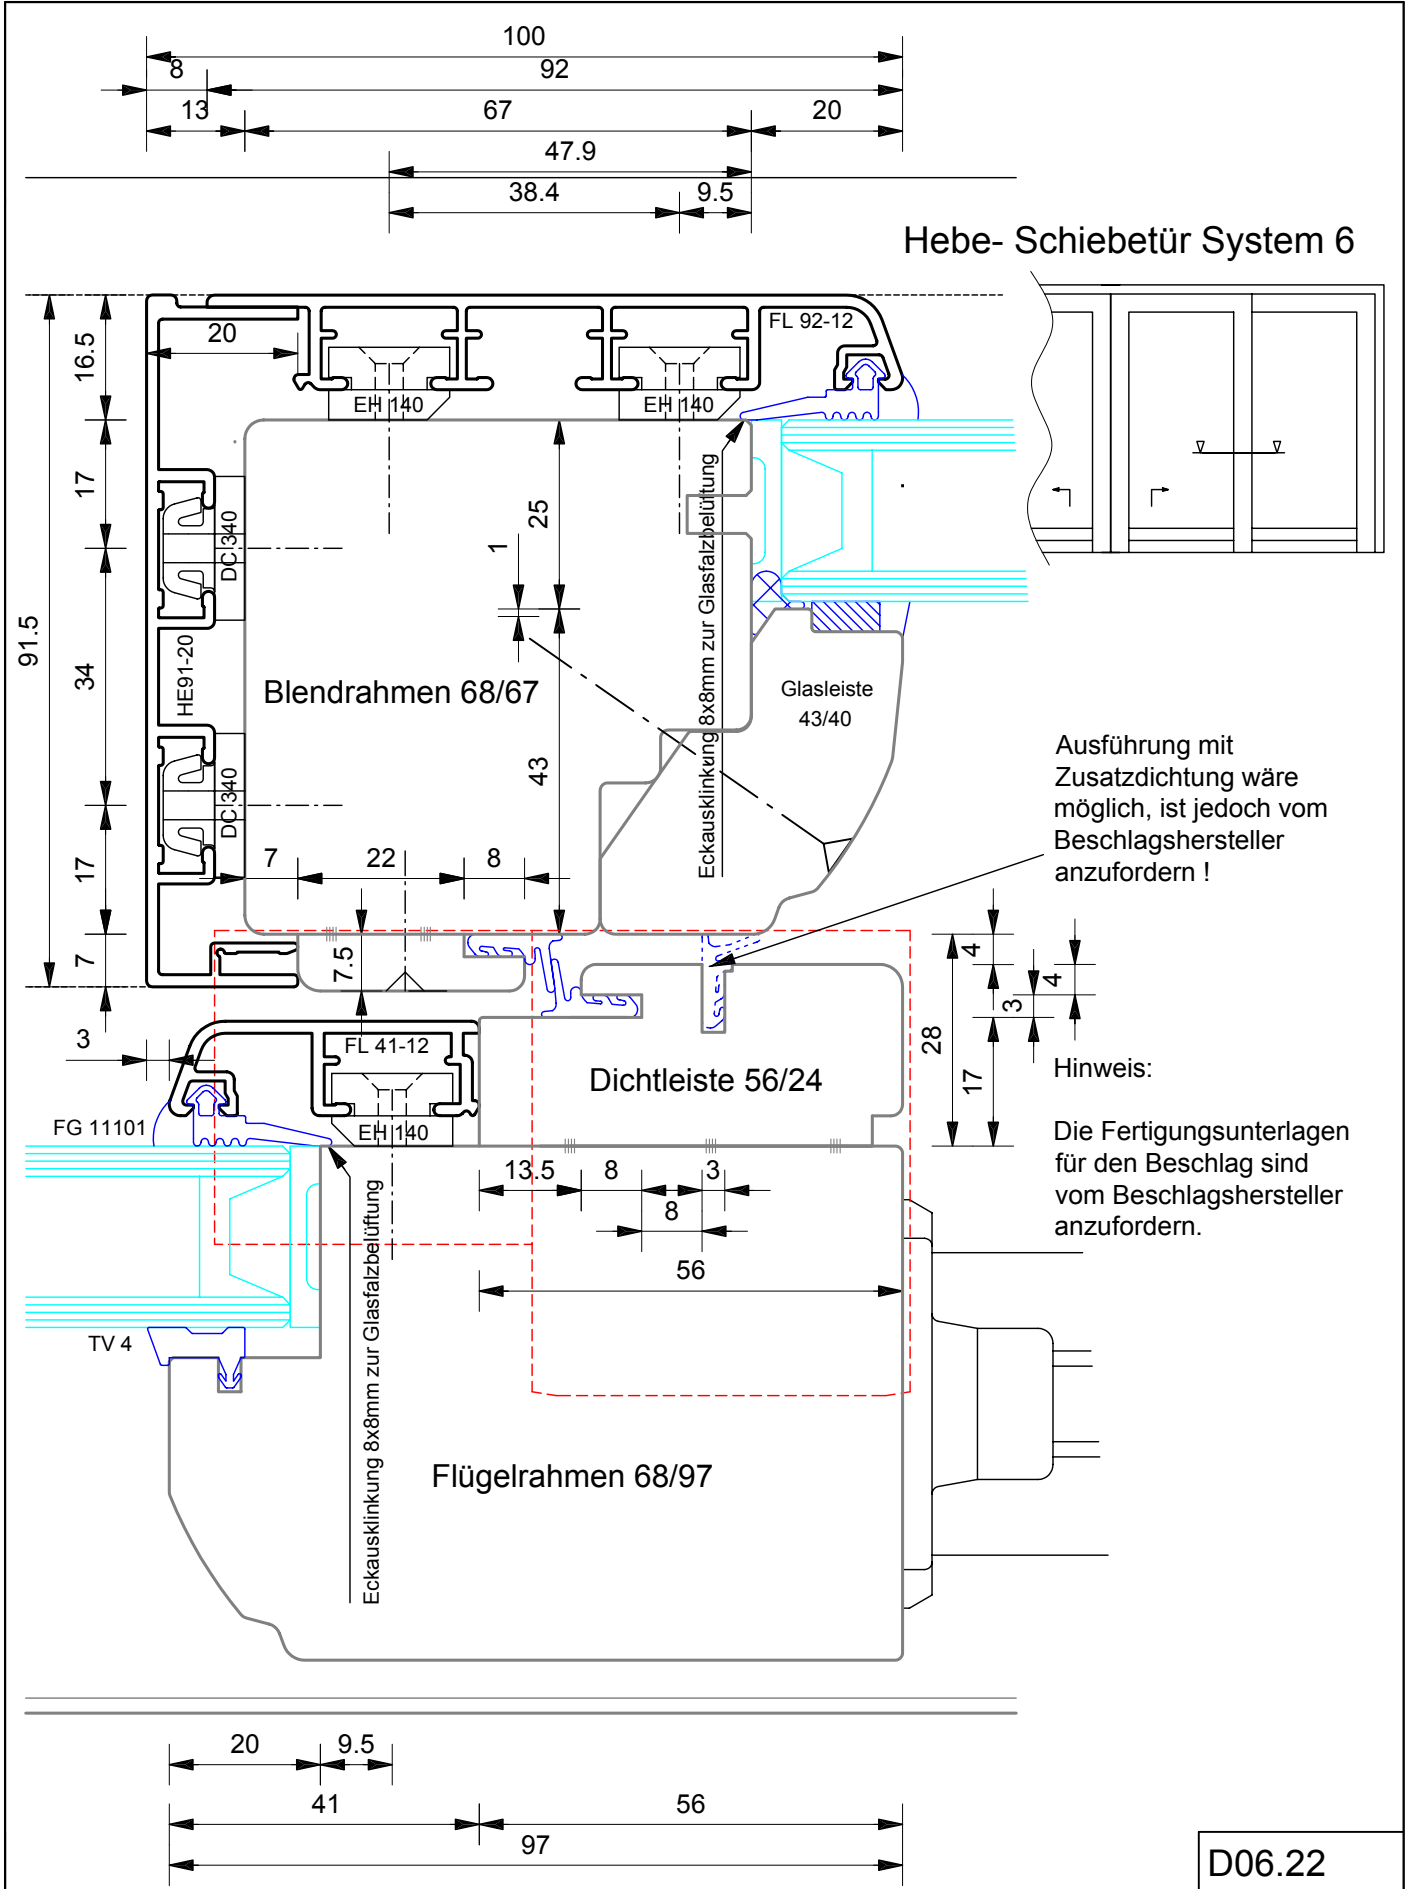 100
8
92
13
67
20
47.9
38.4
9.5
Hebe- Schiebetür System 6
FL 92-12
20
16.5
EH 140
EH 140
17
DC 340
25
1
Eckausklinkung 8x8mm zur Glasfalzbelüftung
91.5
34
HE91-20
Blendrahmen 68/67
Glasleiste
43/40
43
DC 340
17
7
22
8
Ausführung mit
Zusatzdichtung wäre
möglich, ist jedoch vom
Beschlagshersteller
anzufordern !
7
7.5
4
4
3
28
17
3
FL 41-12
Dichtleiste 56/24
Hinweis:
FG 11101
EH 140
Die Fertigungsunterlagen
für den Beschlag sind
vom Beschlagshersteller
anzufordern.
13.5
8
3
8
56
Eckausklinkung 8x8mm zur Glasfalzbelüftung
TV 4
Flügelrahmen 68/97
20
9.5
41
56
97
D06.22